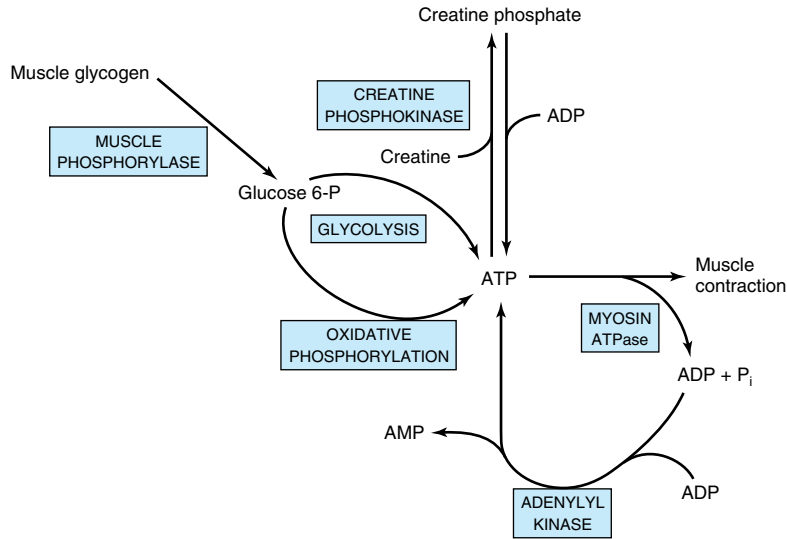 Creatine phosphate
Muscle glycogen
CREATINE
PHOSPHOKINASE
ADP
MUSCLE
PHOSPHORYLASE
Creatine
Glucose 6-P
GLYCOLYSIS
ATP
Muscle
contraction
MYOSIN
ATPase
OXIDATIVE
PHOSPHORYLATION
ADP + Pi
AMP
ADP
ADENYLYL
KINASE